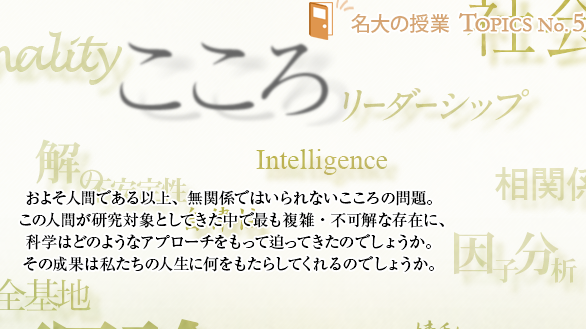 名大の授業 TOPICS No. 5
社会
nality
こころ
リーダーシップ
解の不安定性
Intelligence
相関係
およそ人間である以上、無関係ではいられないこころの問題。
この人間が研究対象としてきた中で最も複雑・不可解な存在に、
科学はどのようなアプローチをもって迫ってきたのでしょうか。
その成果は私たちの人生に何をもたらしてくれるのでしょうか。
因子分析
全基地